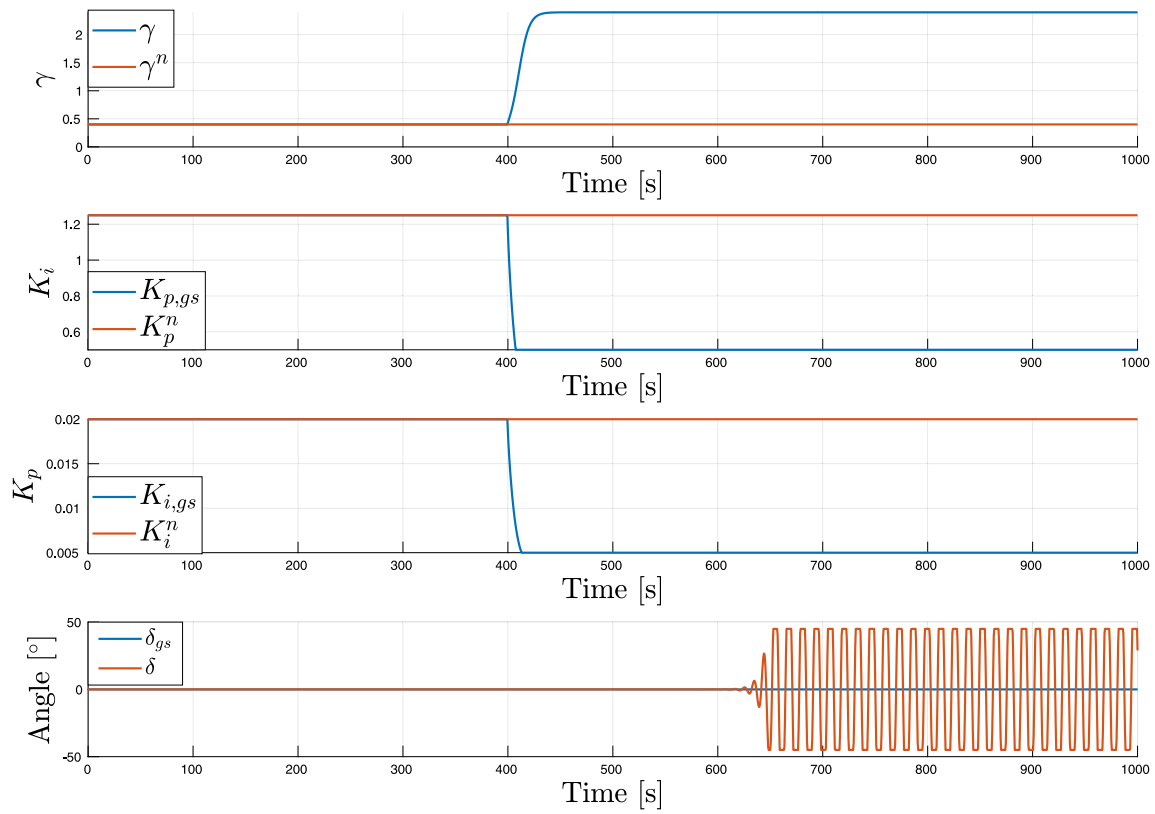 γ
2
1.5
1
0.5
0
γ
γⁿ
0 100 200 300 400 500 600 700 800 900 1000
Time [s]
K_i
1.2
1
0.8
0.6
K_{p,gs}
K_p^n
0 100 200 300 400 500 600 700 800 900 1000
Time [s]
K_p
0.02
0.015
0.01
0.005
K_{i,gs}
K_i^n
0 100 200 300 400 500 600 700 800 900 1000
Time [s]
Angle [°]
50
0
-50
δ_{gs}
δ
0 100 200 300 400 500 600 700 800 900 1000
Time [s]